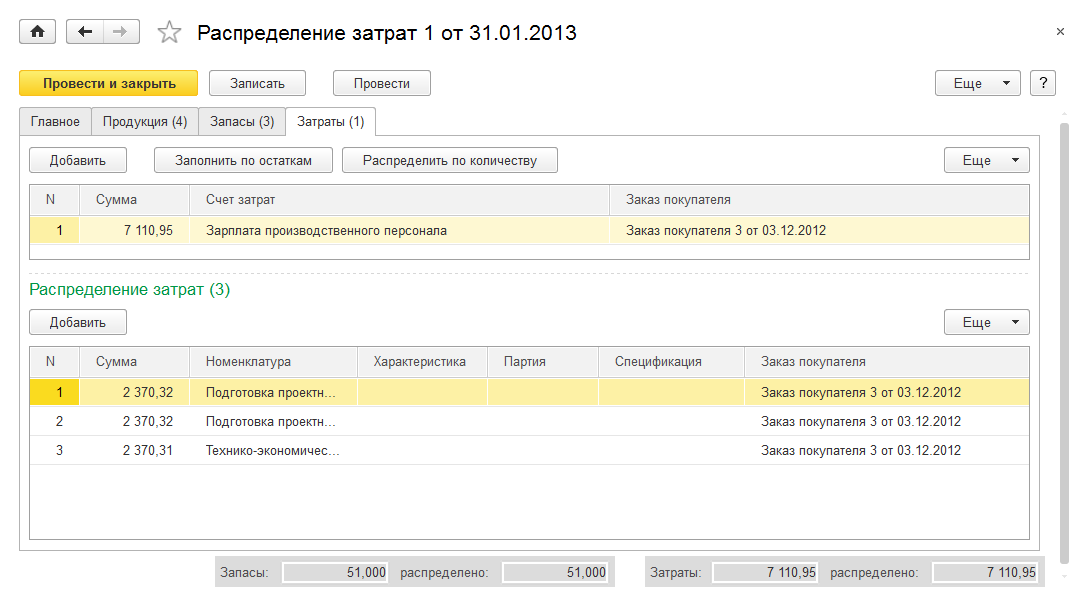 Распределение затрат 1 от 31.01.2013
Провести и закрыть Записать Провести Еще ?
Главное Продукция (4) Запасы (3) Затраты (1)
Добавить Заполнить по остаткам Распределить по количеству Еще
N Сумма Счет затрат Заказ покупателя
1 7 110,95 Зарплата производственного персонала Заказ покупателя 3 от 03.12.2012
Распределение затрат (3)
Добавить Еще
N Сумма Номенклатура Характеристика Партия Спецификация Заказ покупателя
1 2 370,32 Подготовка проектн... Заказ покупателя 3 от 03.12.2012
2 2 370,32 Подготовка проектн... Заказ покупателя 3 от 03.12.2012
3 2 370,31 Технико-экономичес... Заказ покупателя 3 от 03.12.2012
Запасы: 51,000 распределено: 51,000 Затраты: 7 110,95 распределено: 7 110,95